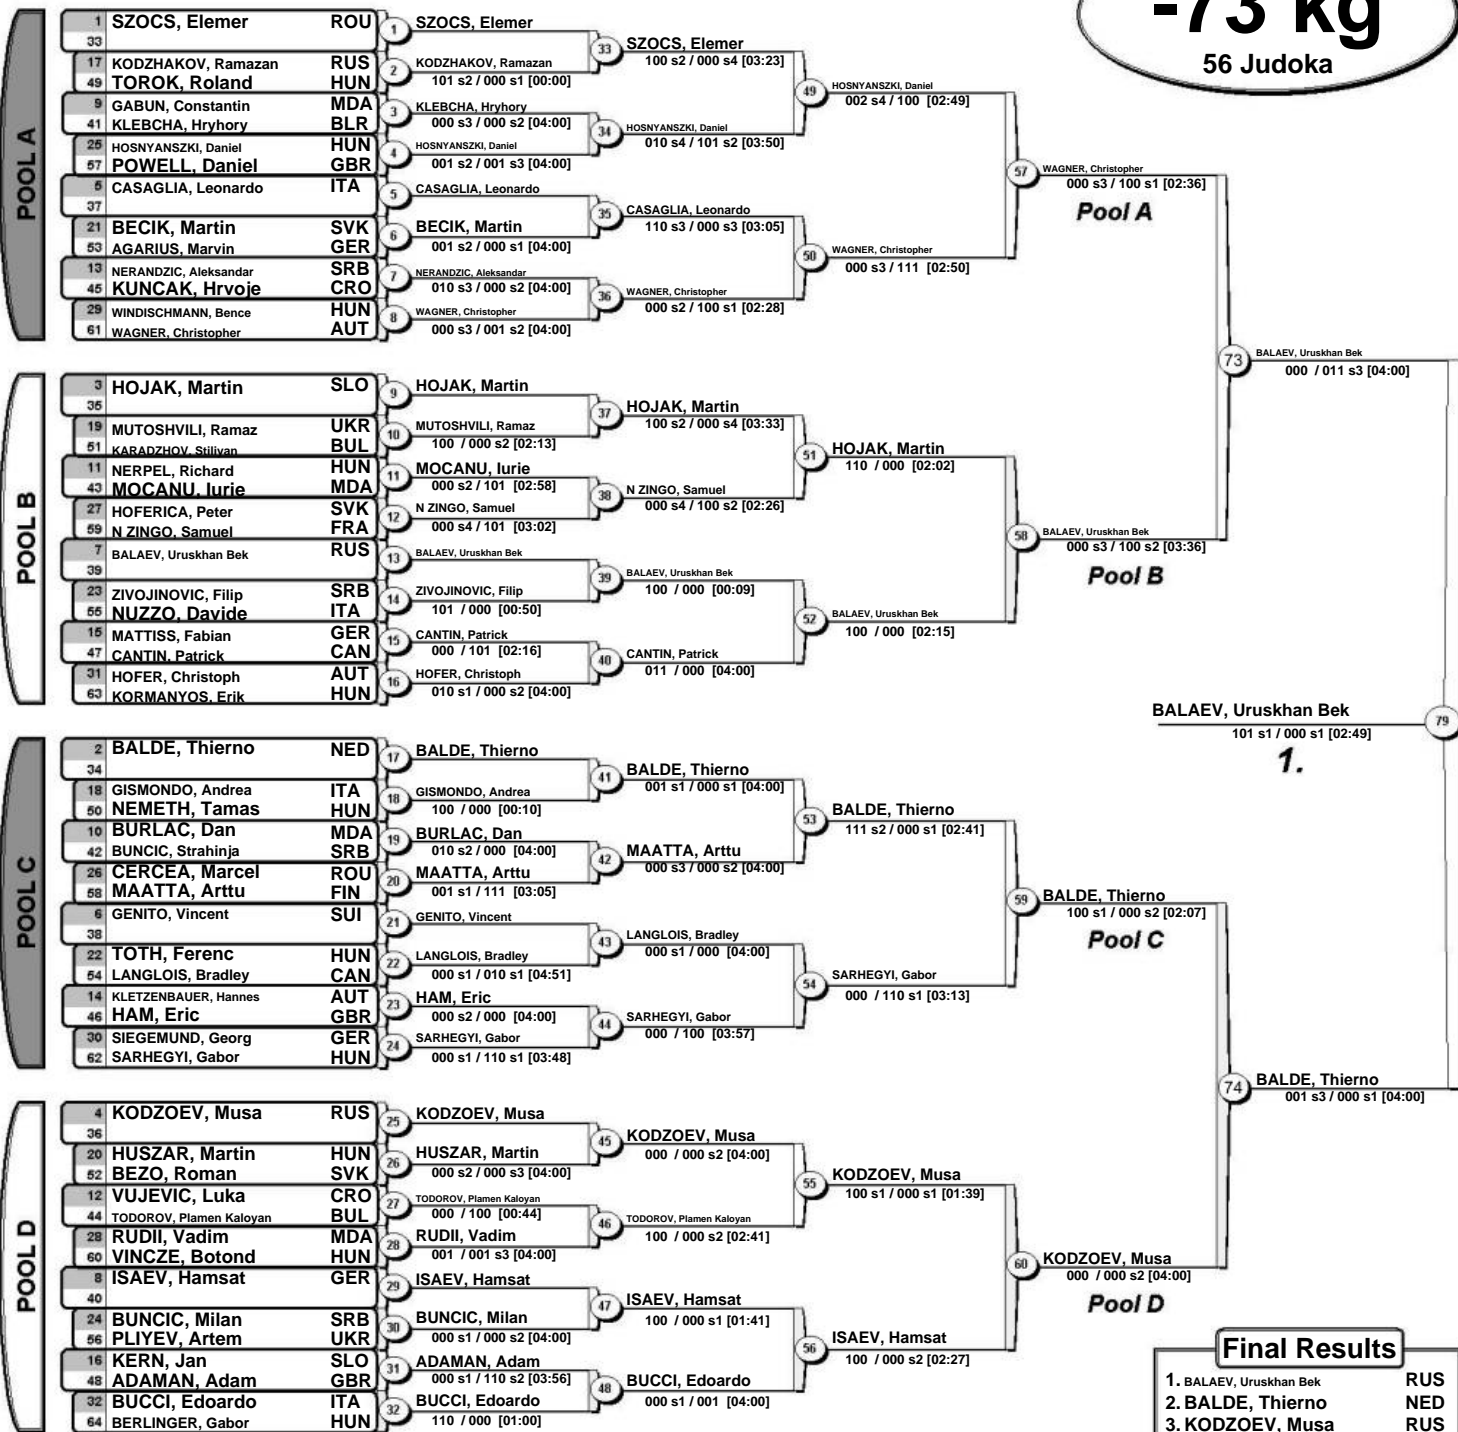 -73 kg
56 Judoka
POOL A
1 SZOCS, Elemer ROU
33
17 KODZHAKOV, Ramazan RUS
49 TOROK, Roland HUN
9 GABUN, Constantin MDA
41 KLEBCHA, Hryhory BLR
25 HOSNYANSZKI, Daniel HUN
57 POWELL, Daniel GBR
5 CASAGLIA, Leonardo ITA
37
21 BECIK, Martin SVK
53 AGARIUS, Marvin GER
13 NERANDZIC, Aleksandar SRB
45 KUNCAK, Hrvoje CRO
29 WINDISCHMANN, Bence HUN
61 WAGNER, Christopher AUT
1 SZOCS, Elemer
2 KODZHAKOV, Ramazan
101 s2 / 000 s1 [00:00]
3 KLEBCHA, Hryhory
000 s3 / 000 s2 [04:00]
4 HOSNYANSZKI, Daniel
001 s2 / 001 s3 [04:00]
5 CASAGLIA, Leonardo
6 BECIK, Martin
001 s2 / 000 s1 [04:00]
7 NERANDZIC, Aleksandar
010 s3 / 000 s2 [04:00]
8 WAGNER, Christopher
000 s3 / 001 s2 [04:00]
33 SZOCS, Elemer
100 s2 / 000 s4 [03:23]
34 HOSNYANSZKI, Daniel
010 s4 / 101 s2 [03:50]
35 CASAGLIA, Leonardo
110 s3 / 000 s3 [03:05]
36 WAGNER, Christopher
000 s2 / 100 s1 [02:28]
49 HOSNYANSZKI, Daniel
002 s4 / 100 [02:49]
50 WAGNER, Christopher
000 s3 / 111 [02:50]
57 WAGNER, Christopher
000 s3 / 100 s1 [02:36]
Pool A
POOL B
3 HOJAK, Martin SLO
35
19 MUTOSHVILI, Ramaz UKR
51 KARADZHOV, Stiliyan BUL
11 NERPEL, Richard HUN
43 MOCANU, Iurie MDA
27 HOFERICA, Peter SVK
59 N ZINGO, Samuel FRA
7 BALAEV, Uruskhan Bek RUS
39
23 ZIVOJINOVIC, Filip SRB
55 NUZZO, Davide ITA
15 MATTISS, Fabian GER
47 CANTIN, Patrick CAN
31 HOFER, Christoph AUT
63 KORMANYOS, Erik HUN
9 HOJAK, Martin
10 MUTOSHVILI, Ramaz
100 / 000 s2 [02:13]
11 MOCANU, Iurie
000 s2 / 101 [02:58]
12 N ZINGO, Samuel
000 s4 / 101 [03:02]
13 BALAEV, Uruskhan Bek
14 ZIVOJINOVIC, Filip
101 / 000 [00:50]
15 CANTIN, Patrick
000 / 101 [02:16]
16 HOFER, Christoph
010 s1 / 000 s2 [04:00]
37 HOJAK, Martin
100 s2 / 000 s4 [03:33]
38 N ZINGO, Samuel
000 s4 / 100 s2 [02:26]
39 BALAEV, Uruskhan Bek
100 / 000 [00:09]
40 CANTIN, Patrick
011 / 000 [04:00]
51 HOJAK, Martin
110 / 000 [02:02]
52 BALAEV, Uruskhan Bek
100 / 000 [02:15]
58 BALAEV, Uruskhan Bek
000 s3 / 100 s2 [03:36]
Pool B
73 BALAEV, Uruskhan Bek
000 / 011 s3 [04:00]
BALAEV, Uruskhan Bek 79
101 s1 / 000 s1 [02:49]
1.
POOL C
2 BALDE, Thierno NED
34
18 GISMONDO, Andrea ITA
50 NEMETH, Tamas HUN
10 BURLAC, Dan MDA
42 BUNCIC, Strahinja SRB
26 CERCEA, Marcel ROU
58 MAATTA, Arttu FIN
6 GENITO, Vincent SUI
38
22 TOTH, Ferenc HUN
54 LANGLOIS, Bradley CAN
14 KLETZENBAUER, Hannes AUT
46 HAM, Eric GBR
30 SIEGEMUND, Georg GER
62 SARHEGYI, Gabor HUN
17 BALDE, Thierno
18 GISMONDO, Andrea
100 / 000 [00:10]
19 BURLAC, Dan
010 s2 / 000 [04:00]
20 MAATTA, Arttu
001 s1 / 111 [03:05]
21 GENITO, Vincent
22 LANGLOIS, Bradley
000 s1 / 010 s1 [04:51]
23 HAM, Eric
000 s2 / 000 [04:00]
24 SARHEGYI, Gabor
000 s1 / 110 s1 [03:48]
41 BALDE, Thierno
001 s1 / 000 s1 [04:00]
42 MAATTA, Arttu
000 s3 / 000 s2 [04:00]
43 LANGLOIS, Bradley
000 s1 / 000 [04:00]
44 SARHEGYI, Gabor
000 / 100 [03:57]
53 BALDE, Thierno
111 s2 / 000 s1 [02:41]
54 SARHEGYI, Gabor
000 / 110 s1 [03:13]
59 BALDE, Thierno
100 s1 / 000 s2 [02:07]
Pool C
POOL D
4 KODZOEV, Musa RUS
36
20 HUSZAR, Martin HUN
52 BEZO, Roman SVK
12 VUJEVIC, Luka CRO
44 TODOROV, Plamen Kaloyan BUL
28 RUDII, Vadim MDA
60 VINCZE, Botond HUN
8 ISAEV, Hamsat GER
40
24 BUNCIC, Milan SRB
56 PLIYEV, Artem UKR
16 KERN, Jan SLO
48 ADAMAN, Adam GBR
32 BUCCI, Edoardo ITA
64 BERLINGER, Gabor HUN
25 KODZOEV, Musa
26 HUSZAR, Martin
000 s2 / 000 s3 [04:00]
27 TODOROV, Plamen Kaloyan
000 / 100 [00:44]
28 RUDII, Vadim
001 / 001 s3 [04:00]
29 ISAEV, Hamsat
30 BUNCIC, Milan
000 s1 / 000 s2 [04:00]
31 ADAMAN, Adam
000 s1 / 110 s2 [03:56]
32 BUCCI, Edoardo
110 / 000 [01:00]
45 KODZOEV, Musa
000 / 000 s2 [04:00]
46 TODOROV, Plamen Kaloyan
100 / 000 s2 [02:41]
47 ISAEV, Hamsat
100 / 000 s1 [01:41]
48 BUCCI, Edoardo
000 s1 / 001 [04:00]
55 KODZOEV, Musa
100 s1 / 000 s1 [01:39]
56 ISAEV, Hamsat
100 / 000 s2 [02:27]
60 KODZOEV, Musa
000 / 000 s2 [04:00]
Pool D
74 BALDE, Thierno
001 s3 / 000 s1 [04:00]
Final Results
1. BALAEV, Uruskhan Bek RUS
2. BALDE, Thierno NED
3. KODZOEV, Musa RUS